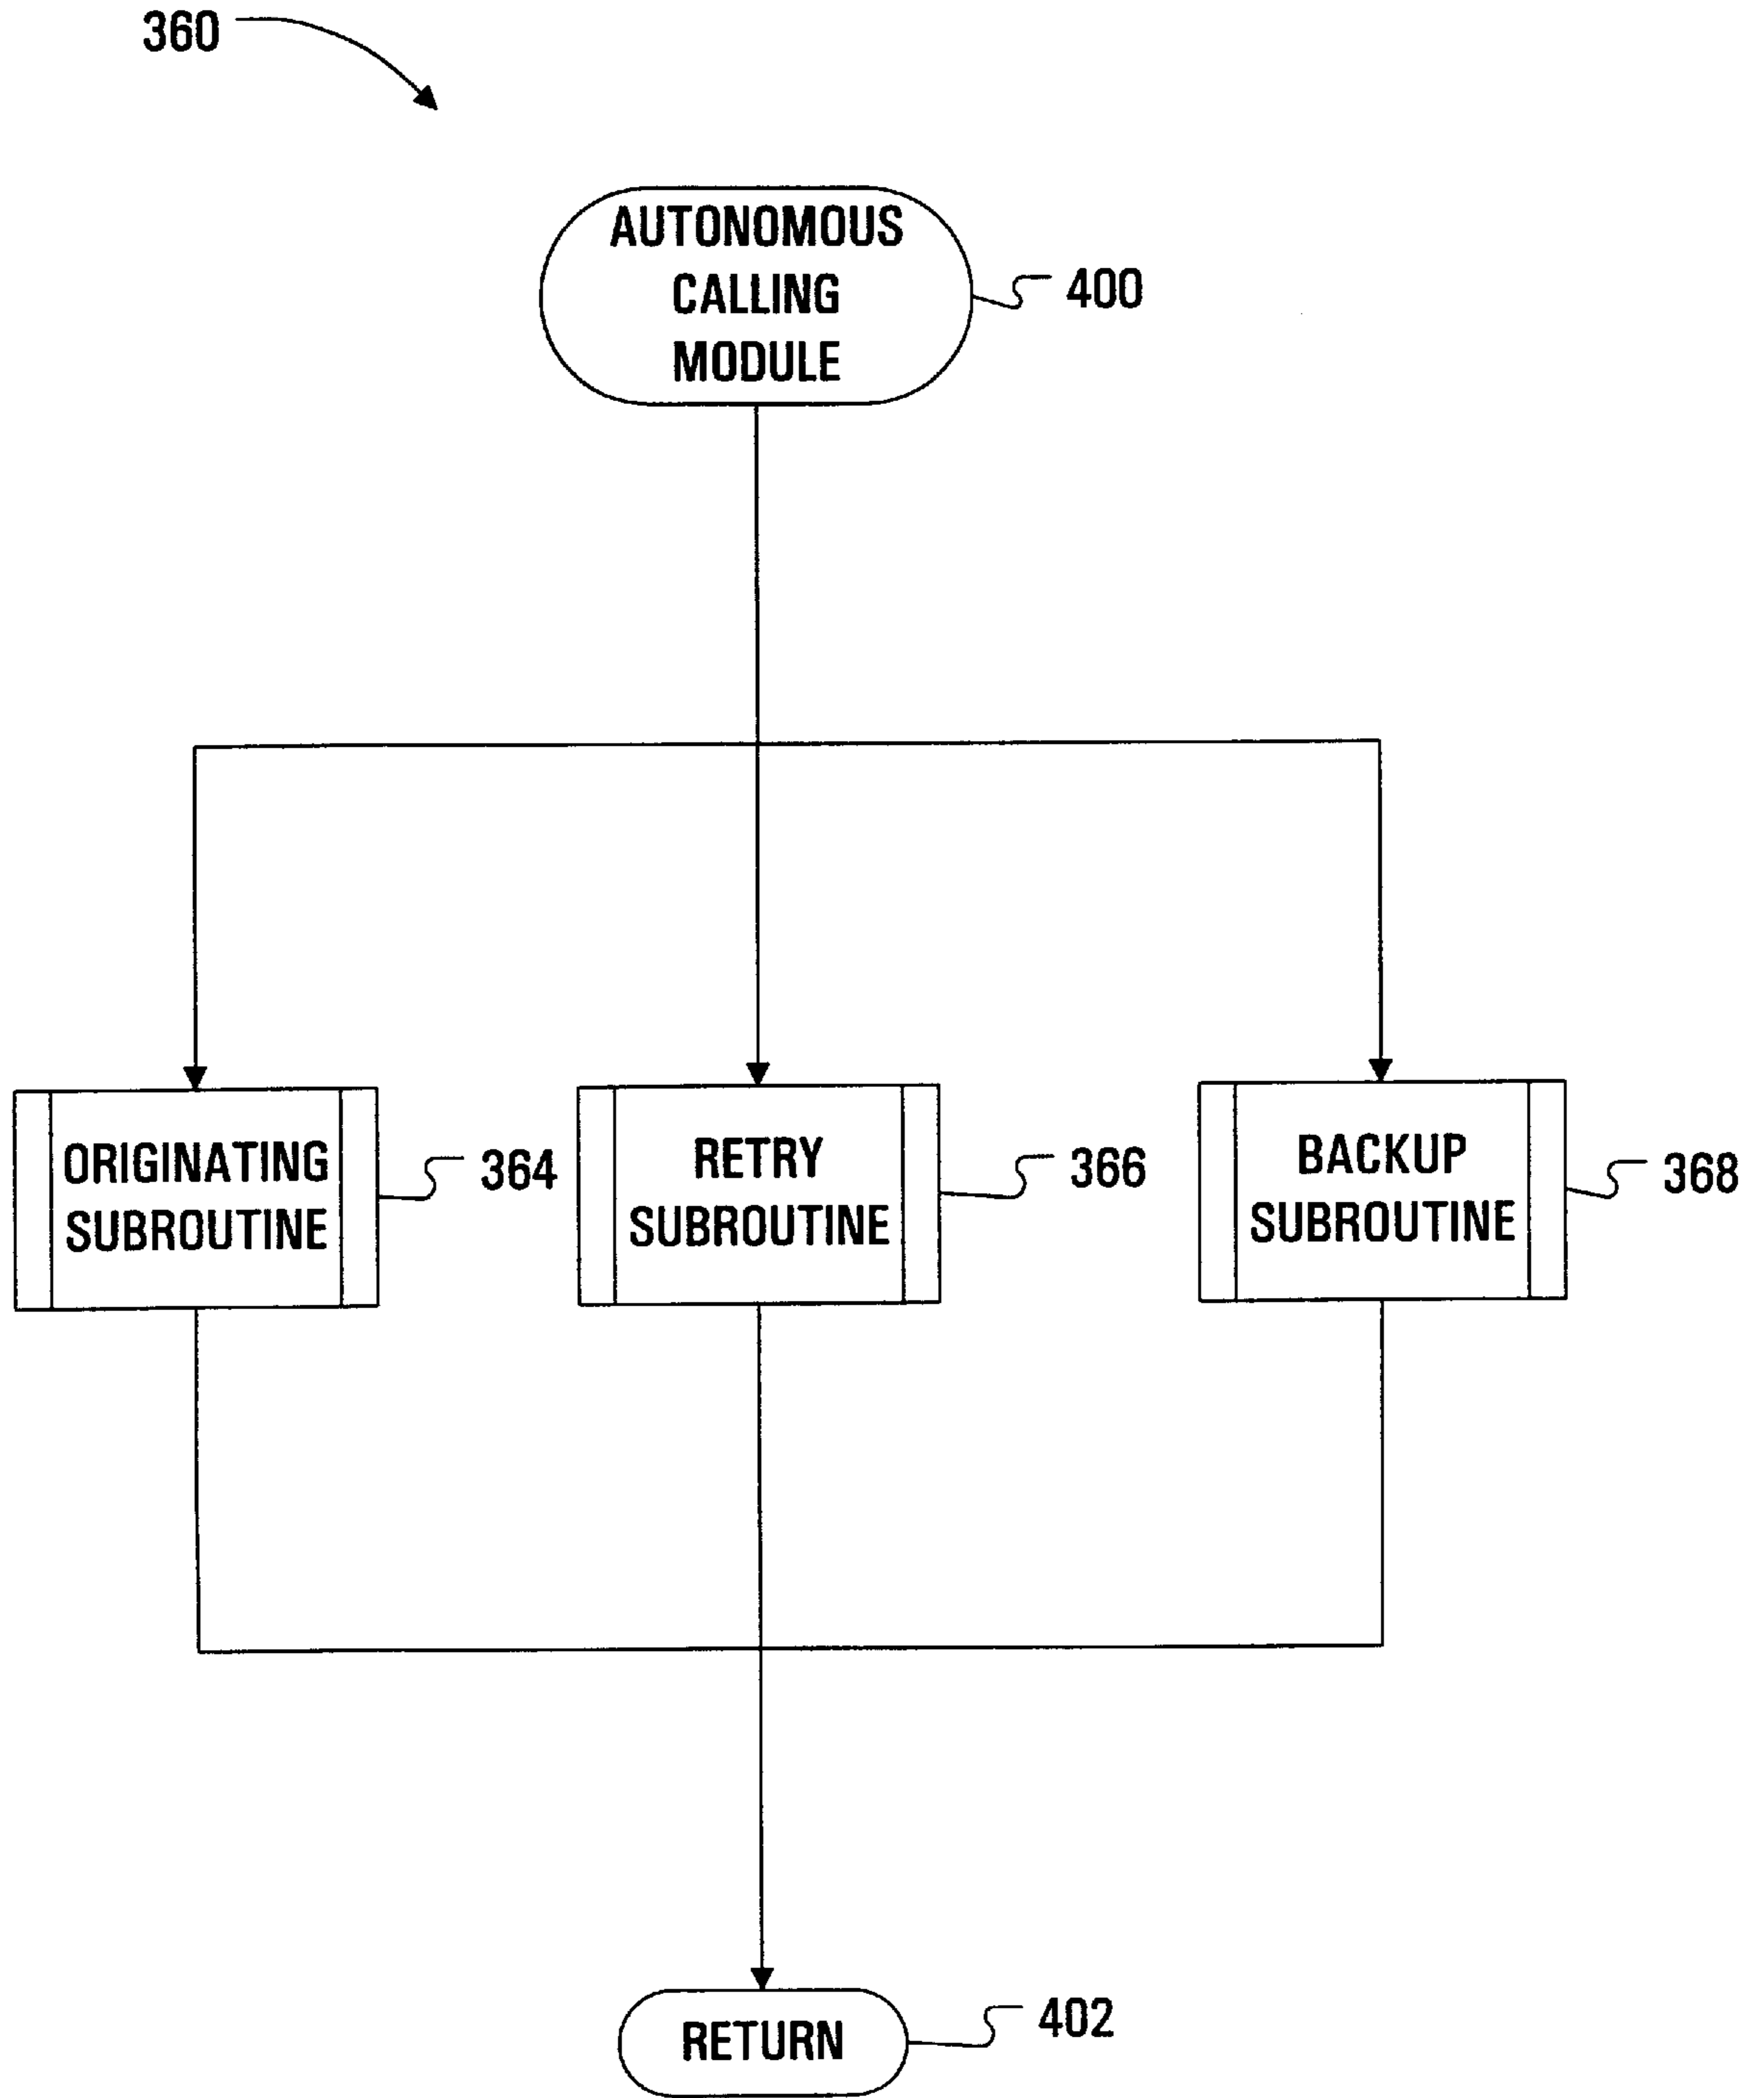 360
AUTONOMOUS
CALLING
MODULE
400
ORIGINATING
SUBROUTINE
364
RETRY
SUBROUTINE
366
BACKUP
SUBROUTINE
368
RETURN
402